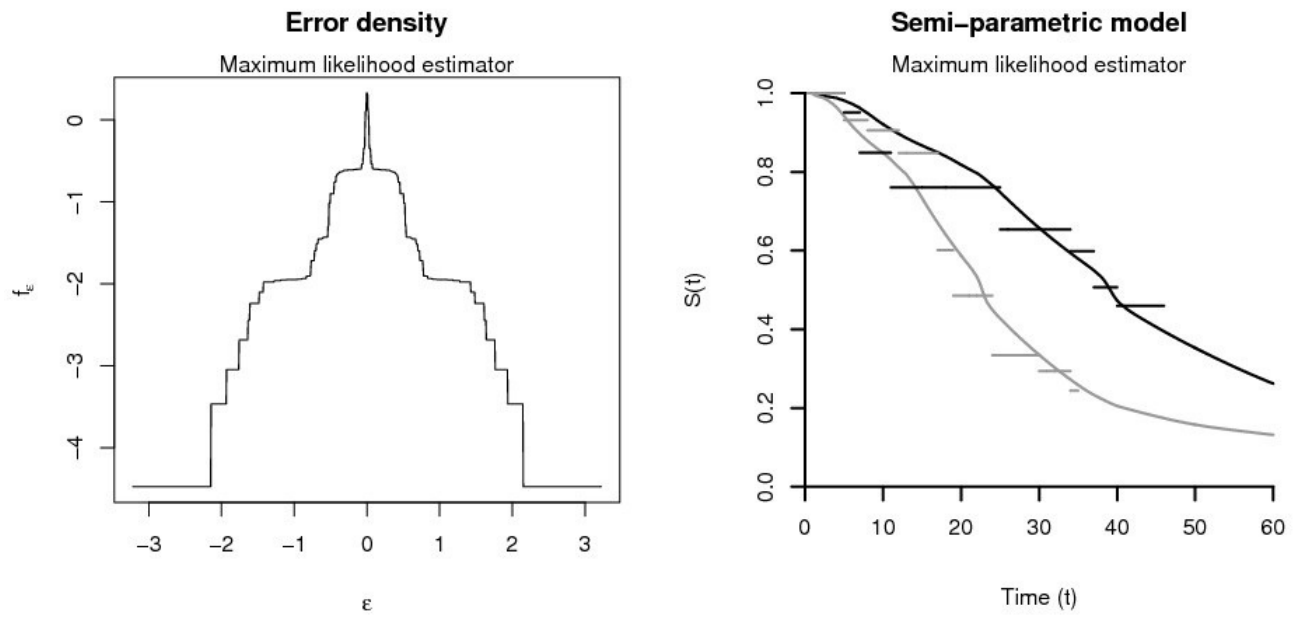 Error density
Maximum likelihood estimator
0
−1
−2
−3
−4
fε
−3 −2 −1 0 1 2 3
ε
Semi−parametric model
Maximum likelihood estimator
1.0
0.8
0.6
0.4
0.2
0.0
S(t)
0 10 20 30 40 50 60
Time (t)